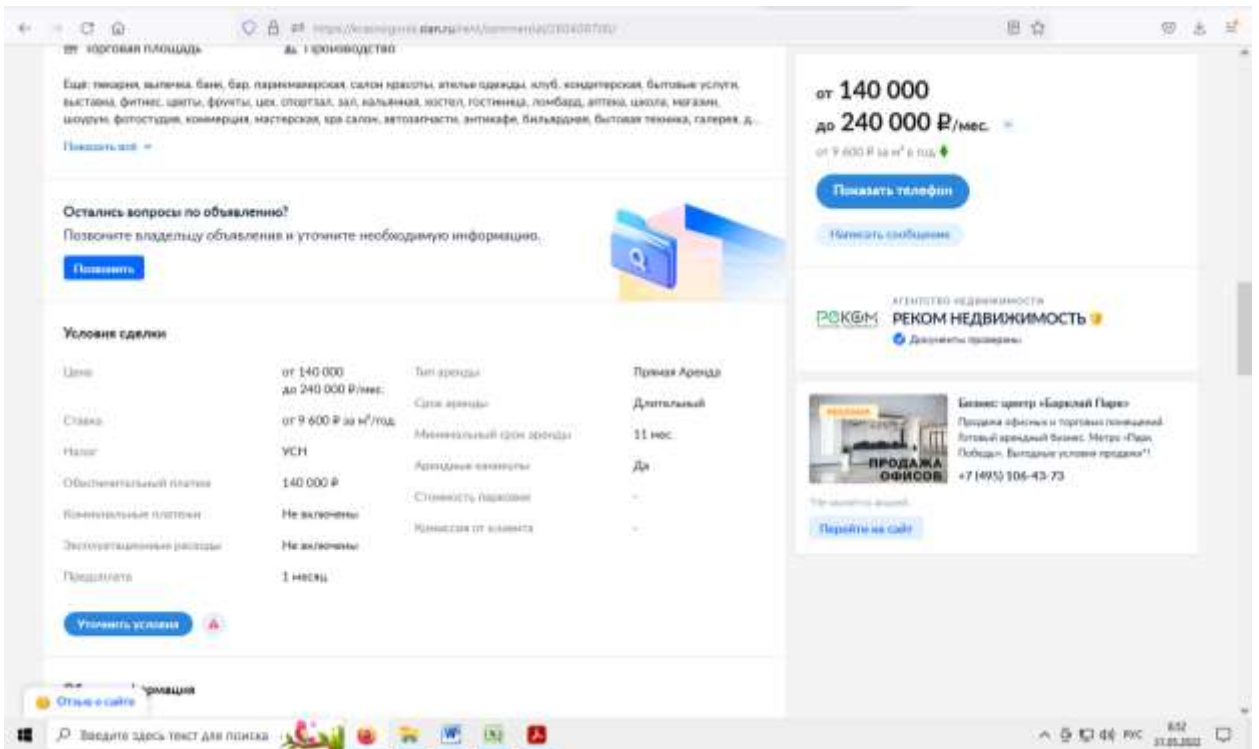 Торговая площадь
Производство
Ещё: пекарня, выпечка, банк, бар, парикмахерская, салон красоты, ателье одежды, клуб, кондитерская, бытовые услуги,
выставка, фитнес, цветы, фрукты, цех, спортзал, зал, кальянная, хостел, гостиница, ломбард, аптека, школа, магазин,
шоурум, фотостудия, коммерция, мастерская, spa салон, автозапчасти, антикафе, бильярдная, бытовая техника, галерея, д...
Показать всё
Остались вопросы по объявлению?
Позвоните владельцу объявления и уточните необходимую информацию.
Позвонить
Условия сделки
Цена
от 140 000
до 240 000 ₽/мес.
Ставка
от 9 600 ₽ за м²/год
Налог
УСН
Обеспечительный платеж
140 000 ₽
Коммунальные платежи
Не включены
Эксплуатационные расходы
Не включены
Предоплата
1 месяц
Тип аренды
Прямая Аренда
Срок аренды
Длительный
Минимальный срок аренды
11 мес.
Арендные каникулы
Да
Стоимость парковки
-
Комиссия от клиента
-
Уточнить условия
Отзыв о сайте
от 140 000
до 240 000 ₽/мес.
от 9 600 ₽ за м² в год
Показать телефон
Написать сообщение
АГЕНТСТВО НЕДВИЖИМОСТИ
РЕКОМ
РЕКОМ НЕДВИЖИМОСТЬ
Документы проверены
РЕКЛАМА
ПРОДАЖА
ОФИСОВ
Бизнес-центр «Барклай Парк»
Продажа офисных и торговых помещений.
Готовый арендный бизнес. Метро «Парк
Победы». Выгодные условия продажи*!
+7 (495) 106-43-73
Перейти на сайт
Введите здесь текст для поиска
РУС
8:52